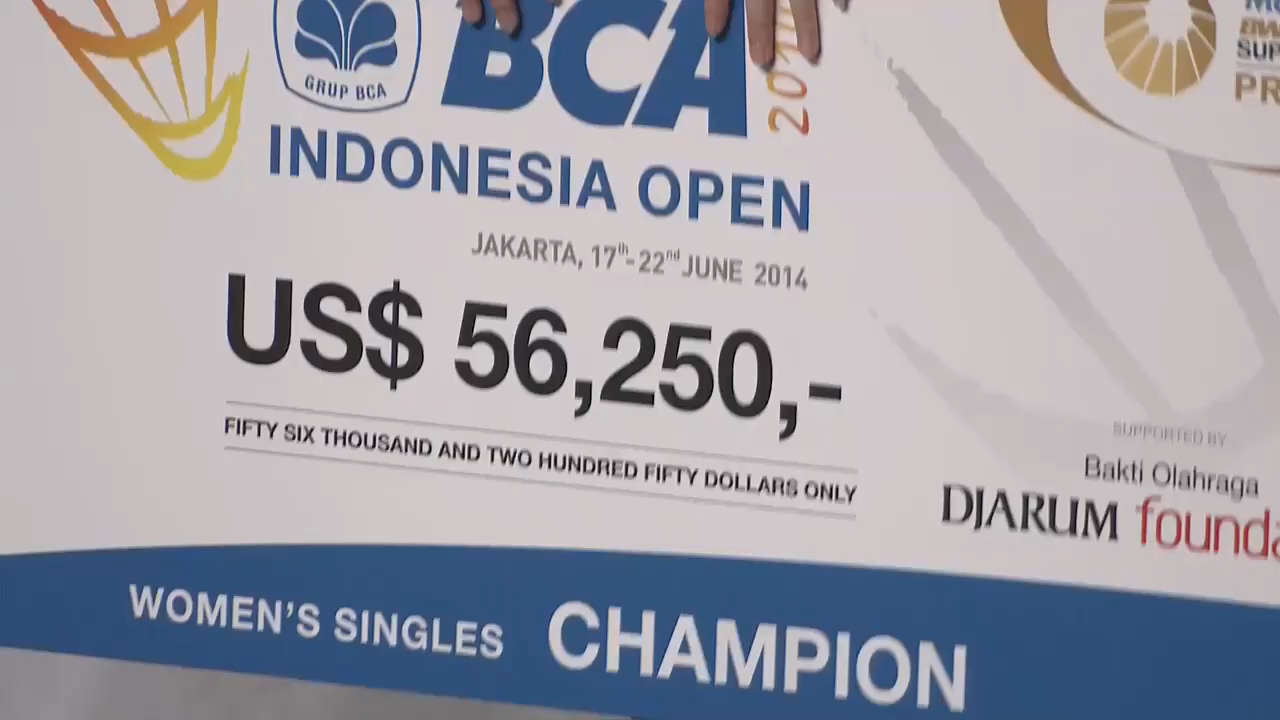 GRUP BCA
BCA
INDONESIA OPEN
JAKARTA, 17th-22nd JUNE 2014
US$ 56,250,-
FIFTY SIX THOUSAND AND TWO HUNDRED FIFTY DOLLARS ONLY
SUPPORTED BY
Bakti Olahraga
DJARUM founda
WOMEN'S SINGLES CHAMPION